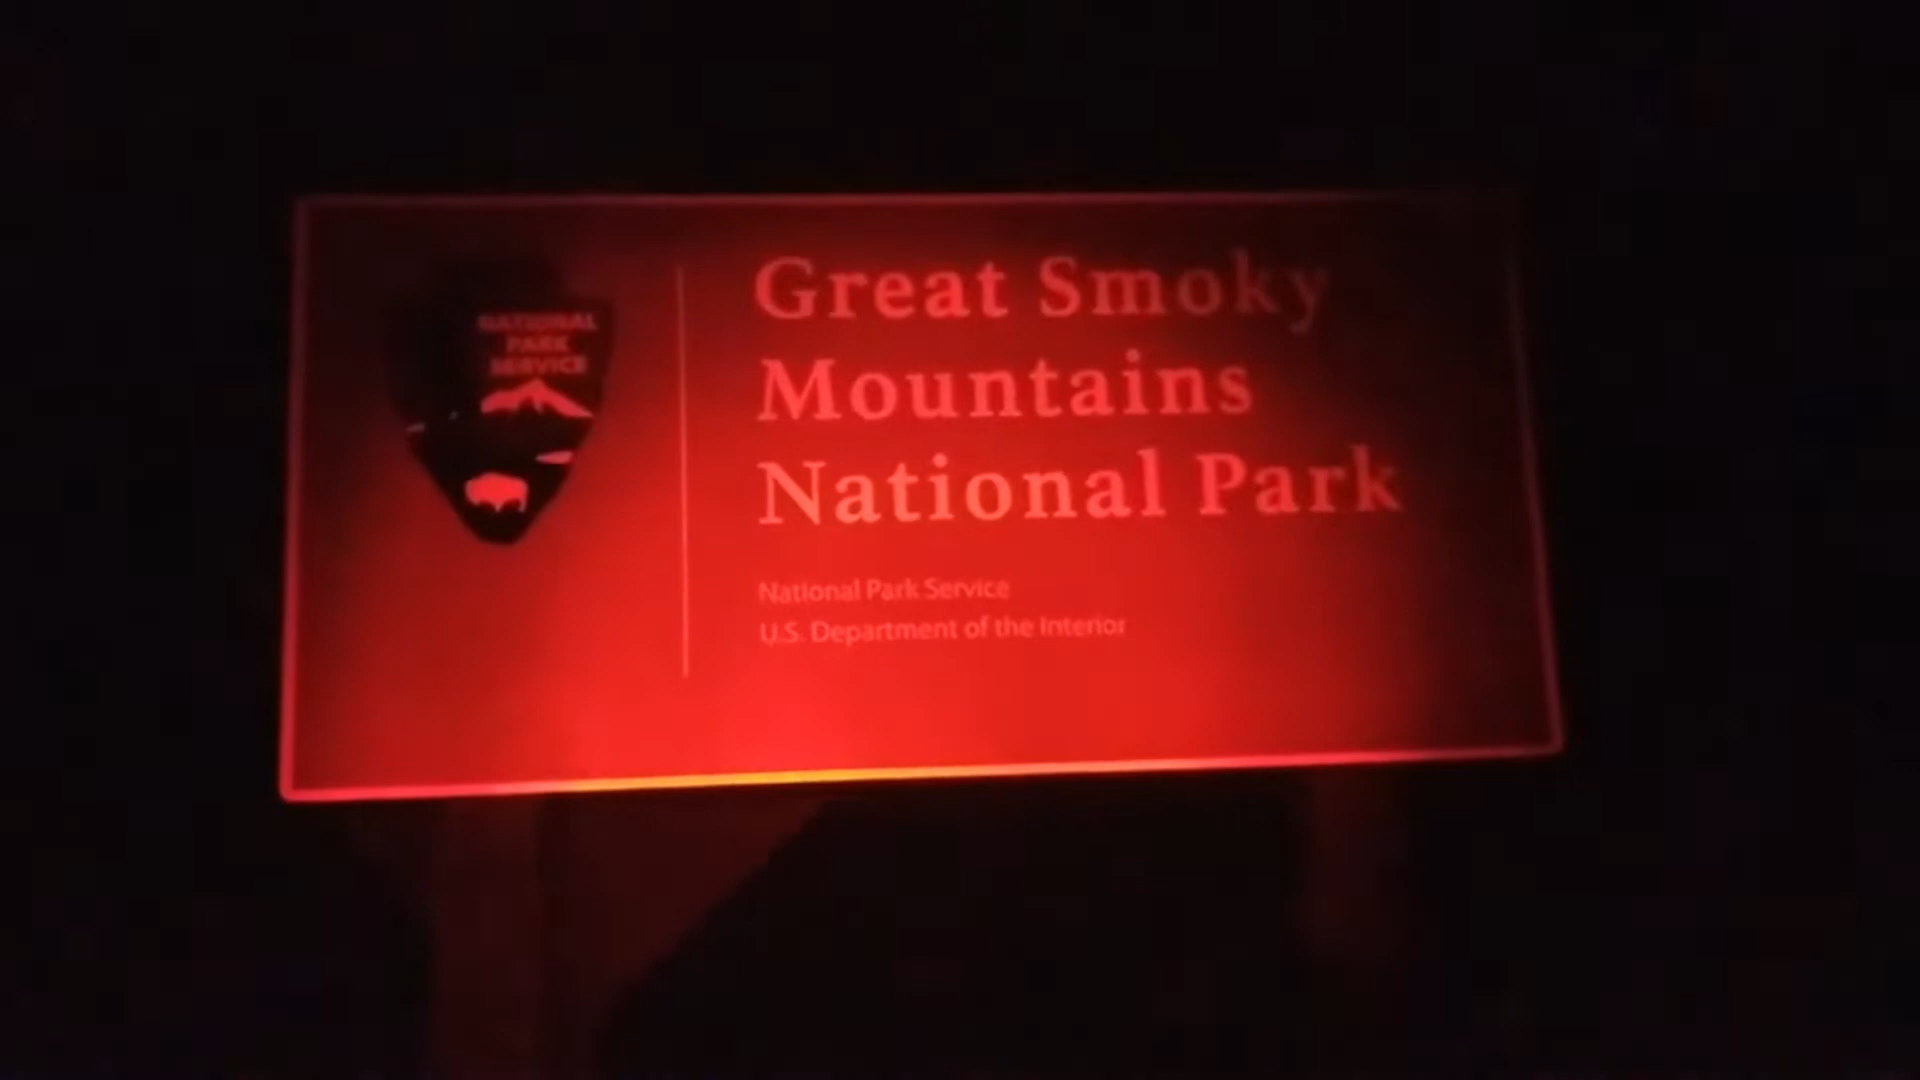 NATIONAL
PARK
SERVICE
Great Smoky
Mountains
National Park
National Park Service
U.S. Department of the Interior